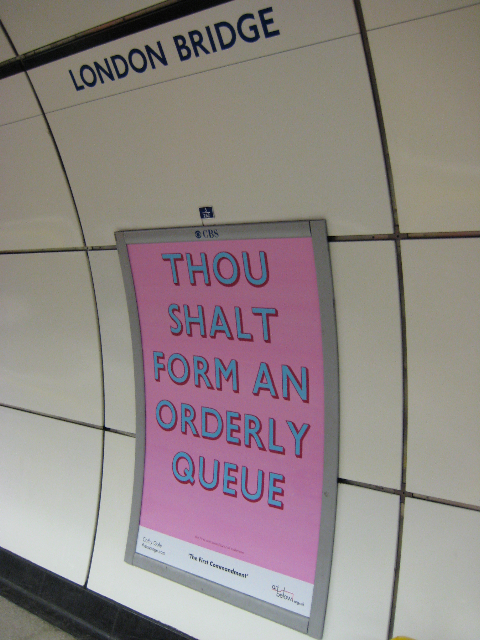 LONDON BRIDGE
CBS
THOU
SHALT
FORM AN
ORDERLY
QUEUE
'The First Commandment'